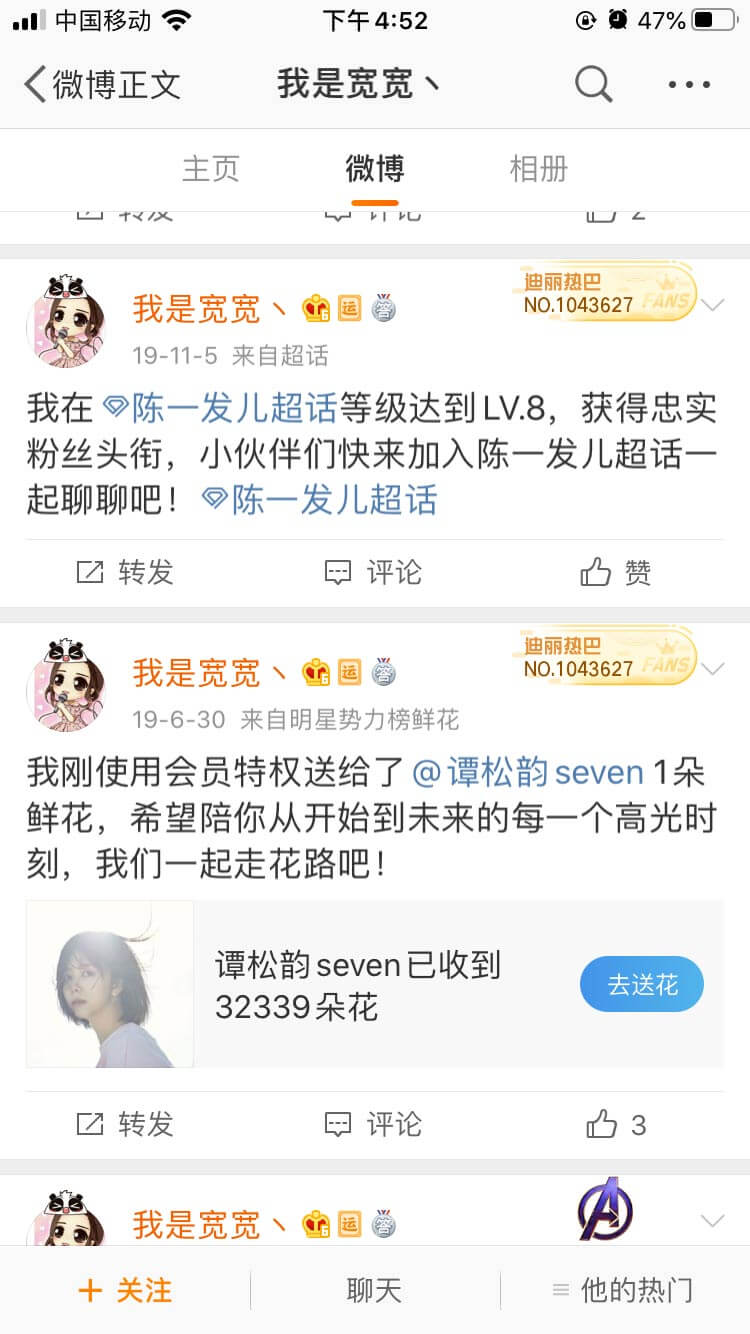 中国移动 下午4:52 47%
微博正文 我是宽宽丶
主页 微博 相册
转发 评论 2
迪丽热巴
我是宽宽丶 运 答 NO.1043627 FANS
19-11-5 来自超话
我在陈一发儿超话等级达到LV.8，获得忠实
粉丝头衔，小伙伴们快来加入陈一发儿超话一
起聊聊吧！陈一发儿超话
转发 评论 赞
迪丽热巴
我是宽宽丶 运 答 NO.1043627 FANS
19-6-30 来自明星势力榜鲜花
我刚使用会员特权送给了@谭松韵seven 1朵
鲜花，希望陪你从开始到未来的每一个高光时
刻，我们一起走花路吧！
谭松韵seven已收到
32339朵花
去送花
转发 评论 3
我是宽宽丶 运 答
+ 关注 聊天 他的热门